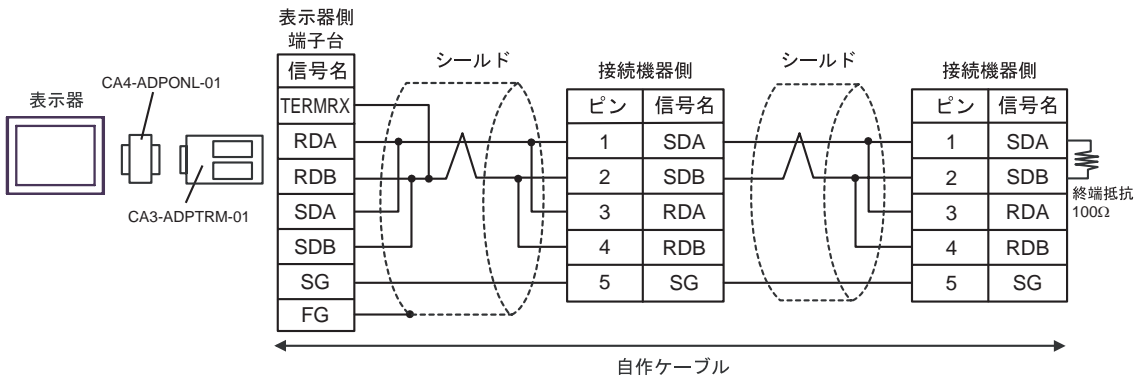 表示器
CA4-ADPONL-01
CA3-ADPTRM-01
表示器側
端子台
信号名
TERMRX
RDA
RDB
SDA
SDB
SG
FG
シールド
接続機器側
ピン 信号名
1 SDA
2 SDB
3 RDA
4 RDB
5 SG
シールド
接続機器側
ピン 信号名
1 SDA
2 SDB
3 RDA
4 RDB
5 SG
終端抵抗
100Ω
自作ケーブル